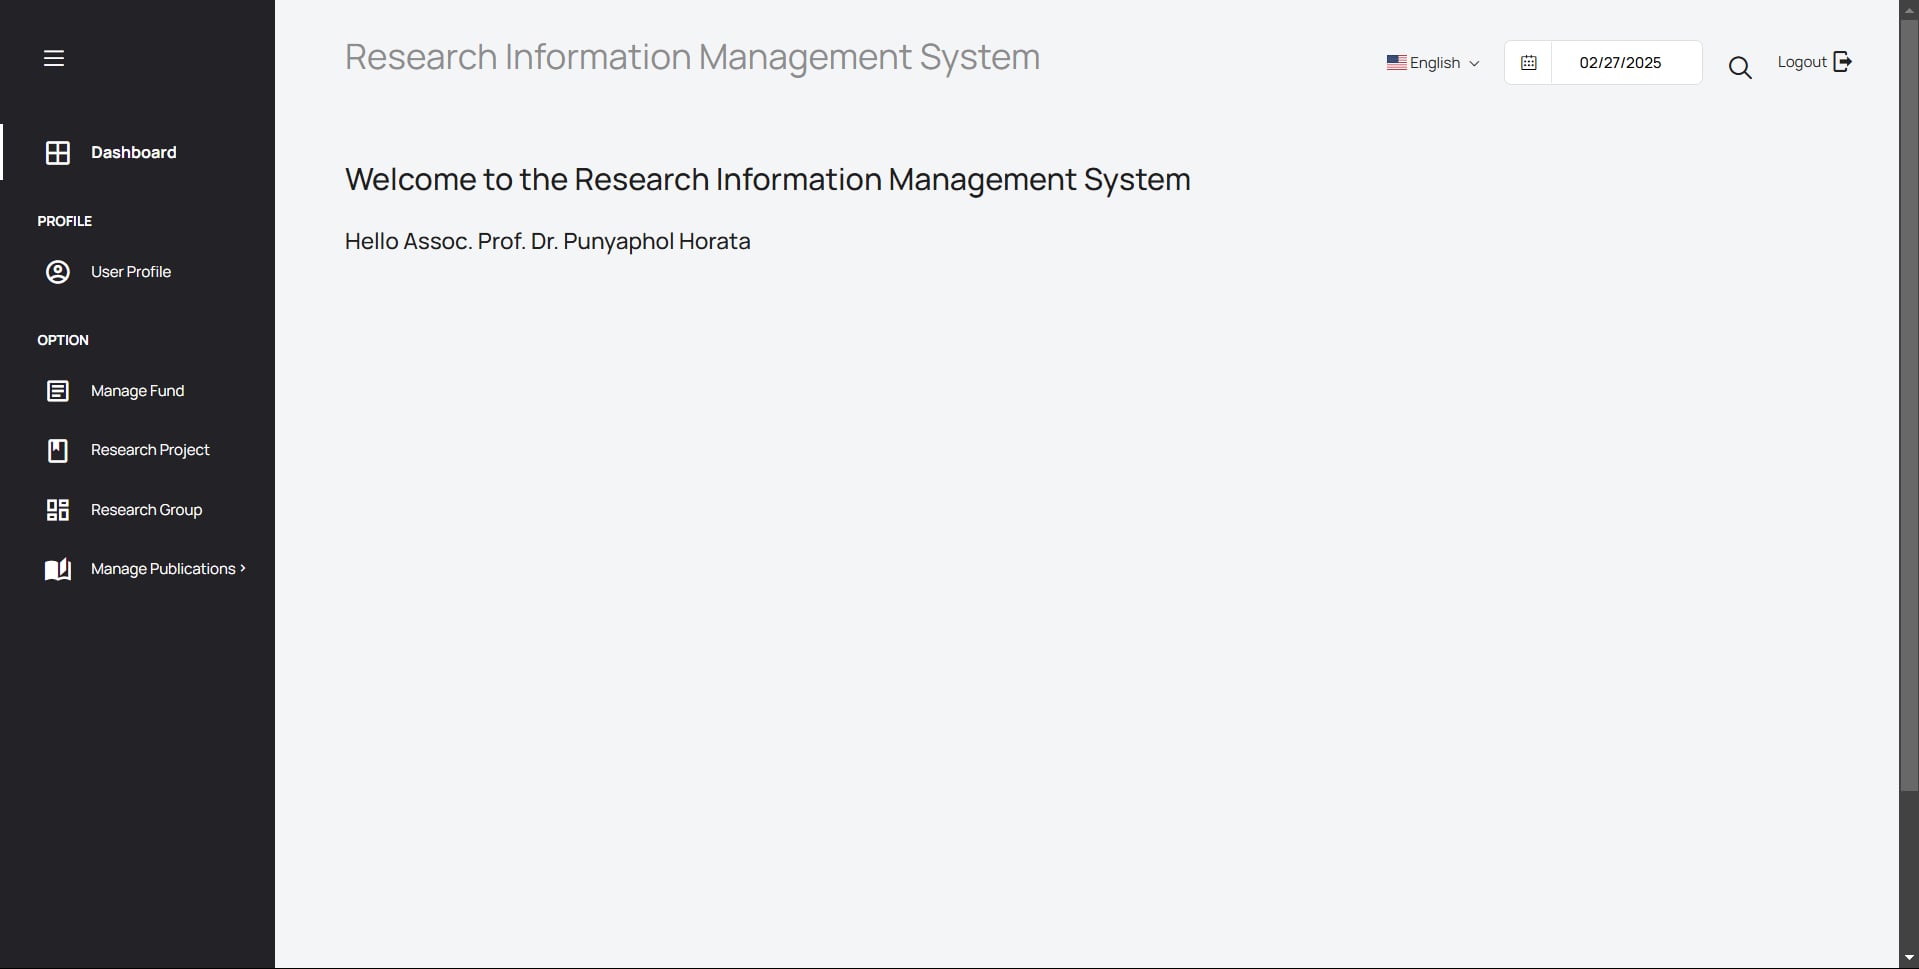 Research Information Management System
English
02/27/2025
Logout
Dashboard
PROFILE
User Profile
OPTION
Manage Fund
Research Project
Research Group
Manage Publications
Welcome to the Research Information Management System
Hello Assoc. Prof. Dr. Punyaphol Horata